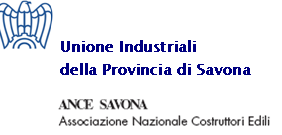 Unione Industriali
della Provincia di Savona
ANCE SAVONA
Associazione Nazionale Costruttori Edili